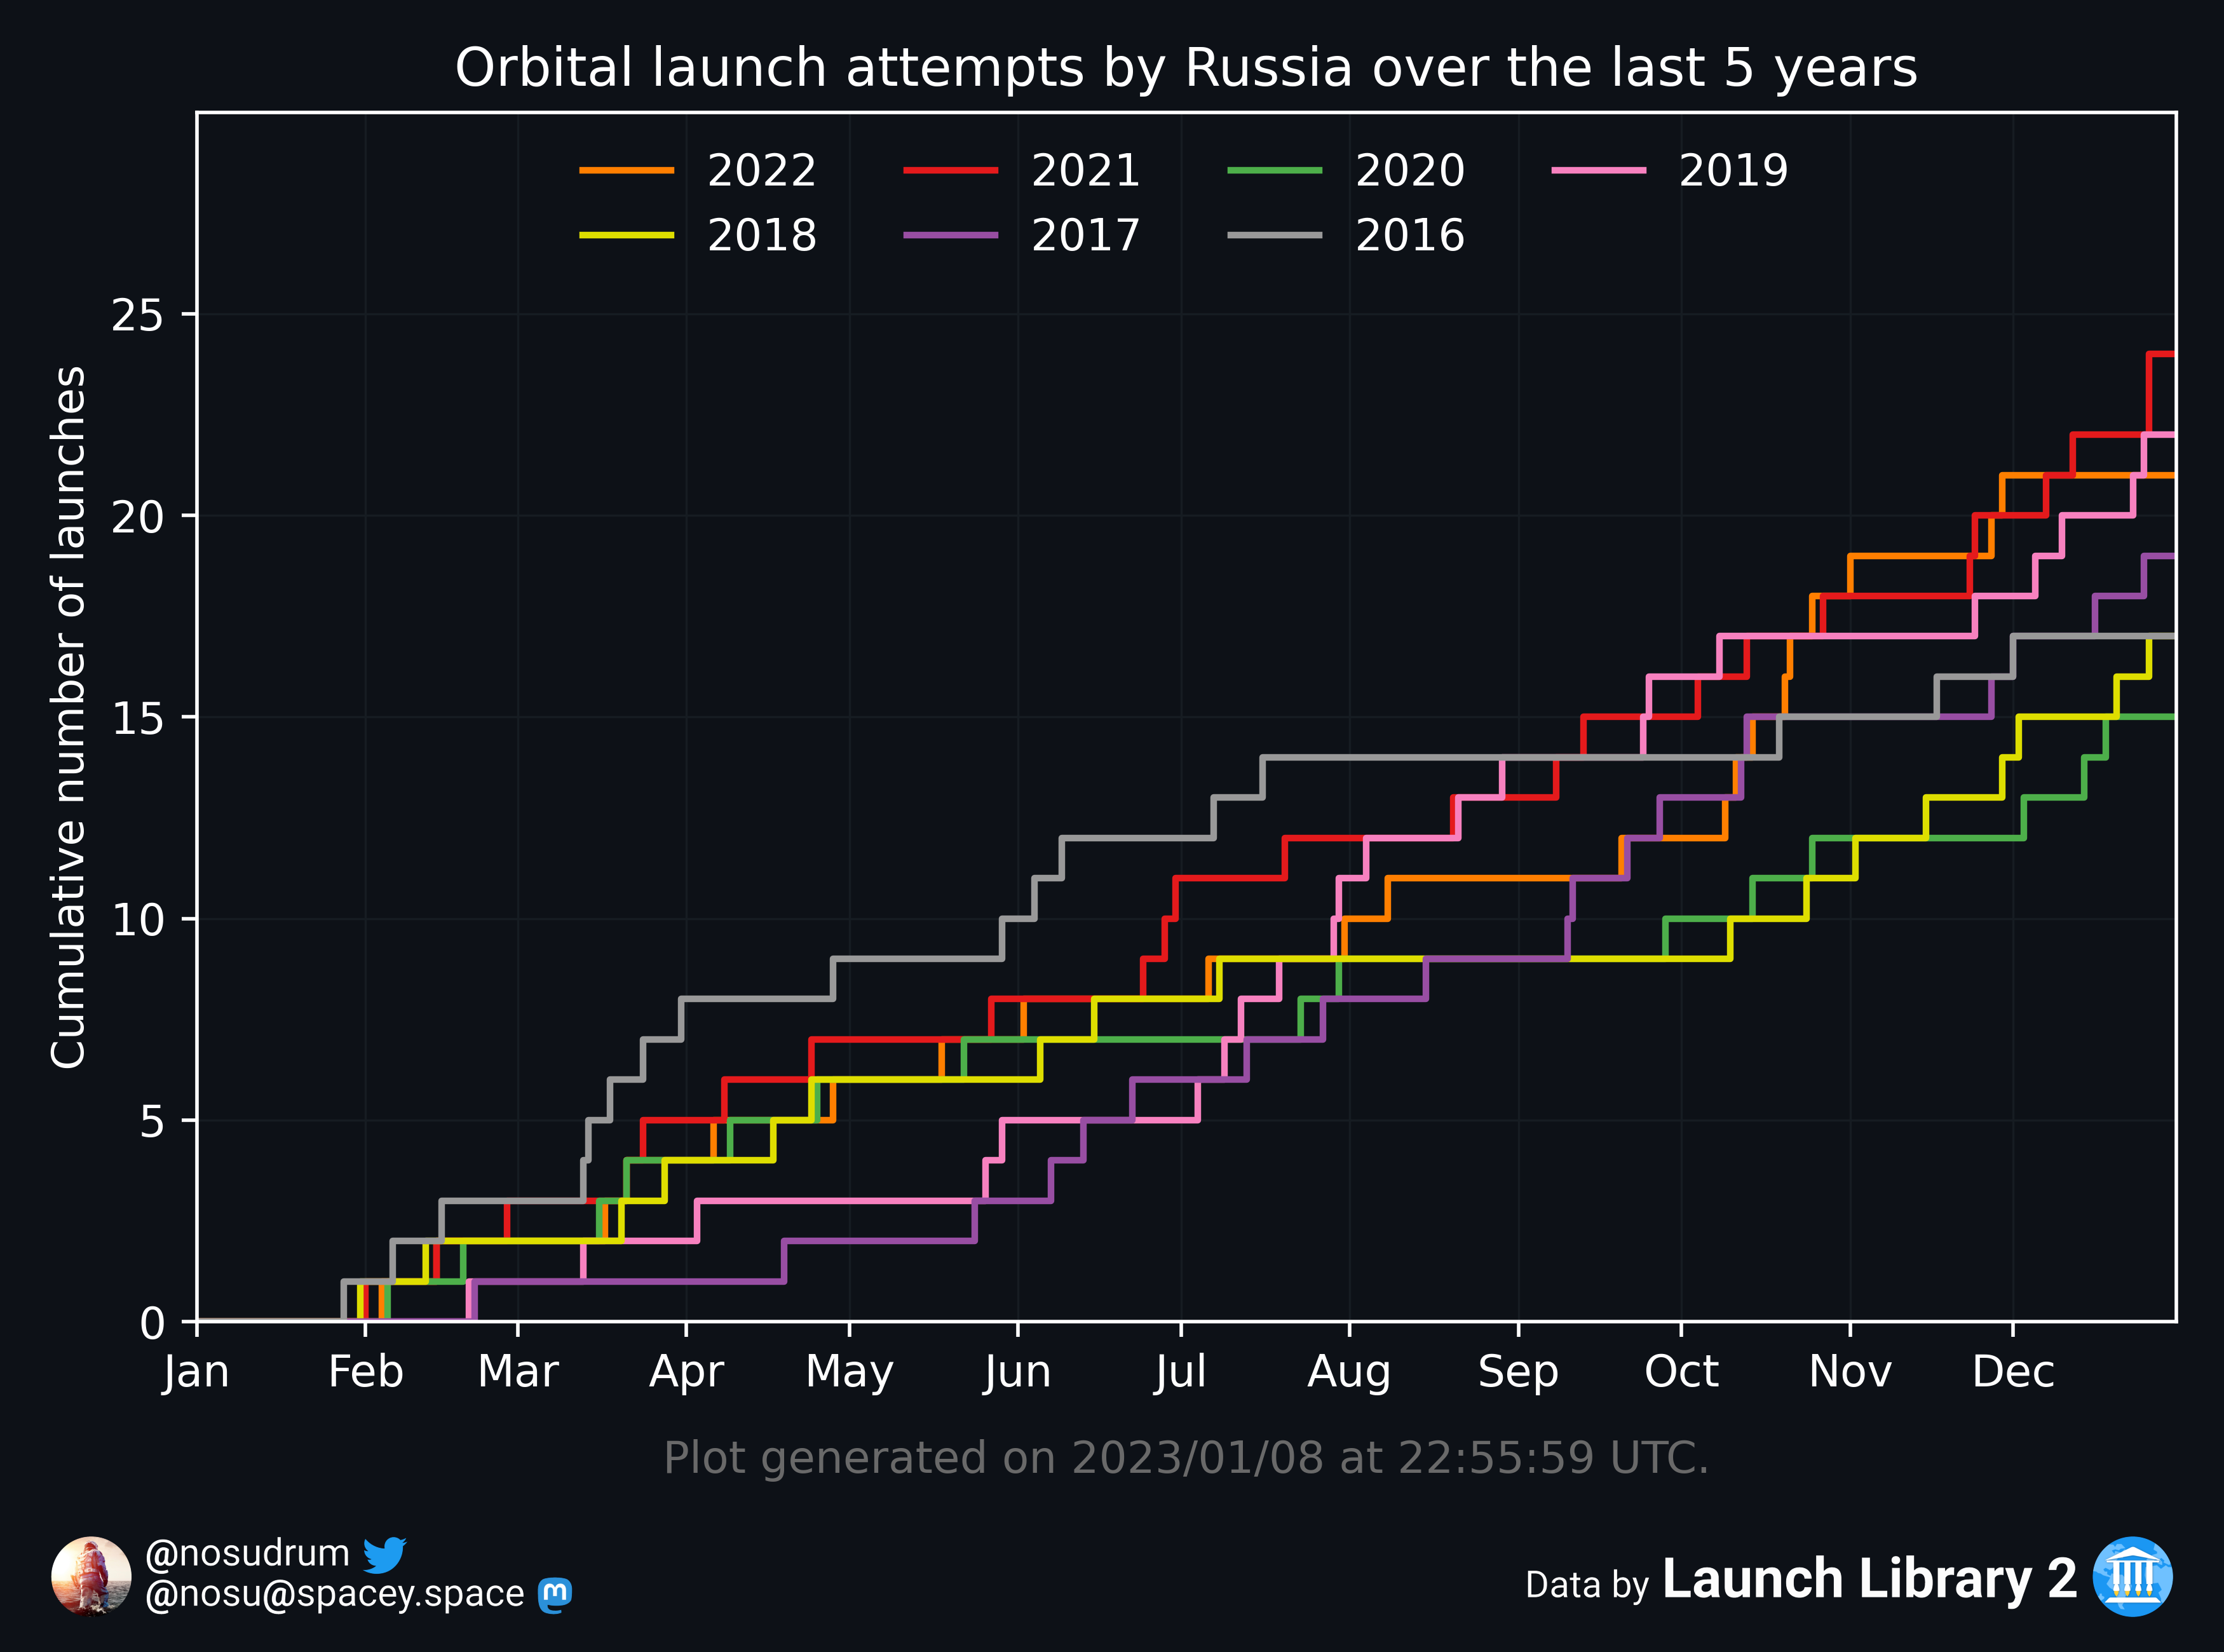 Orbital launch attempts by Russia over the last 5 years
2022 2021 2020 2019
2018 2017 2016
Cumulative number of launches
25
20
15
10
5
0
Jan Feb Mar Apr May Jun Jul Aug Sep Oct Nov Dec
Plot generated on 2023/01/08 at 22:55:59 UTC.
@nosudrum
@nosu@spacey.space
Data by Launch Library 2